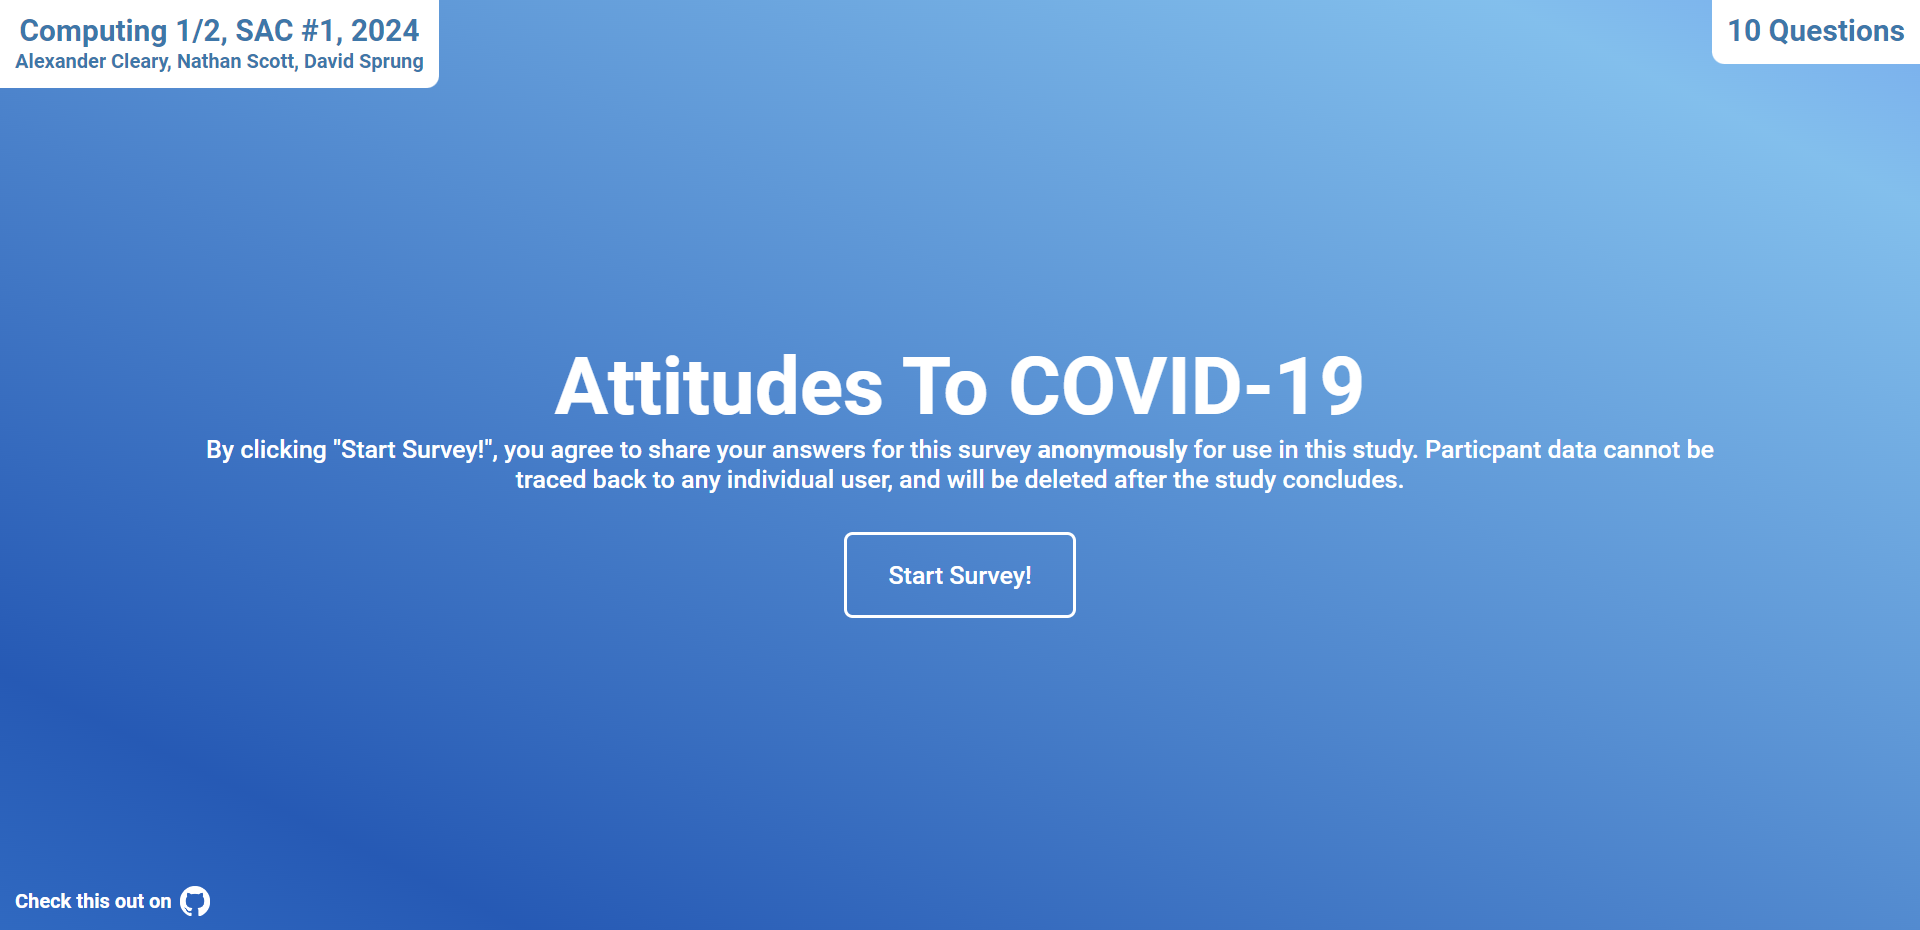 Computing 1/2, SAC #1, 2024
Alexander Cleary, Nathan Scott, David Sprung
10 Questions
Attitudes To COVID-19
By clicking "Start Survey!", you agree to share your answers for this survey anonymously for use in this study. Particpant data cannot be
traced back to any individual user, and will be deleted after the study concludes.
Start Survey!
Check this out on